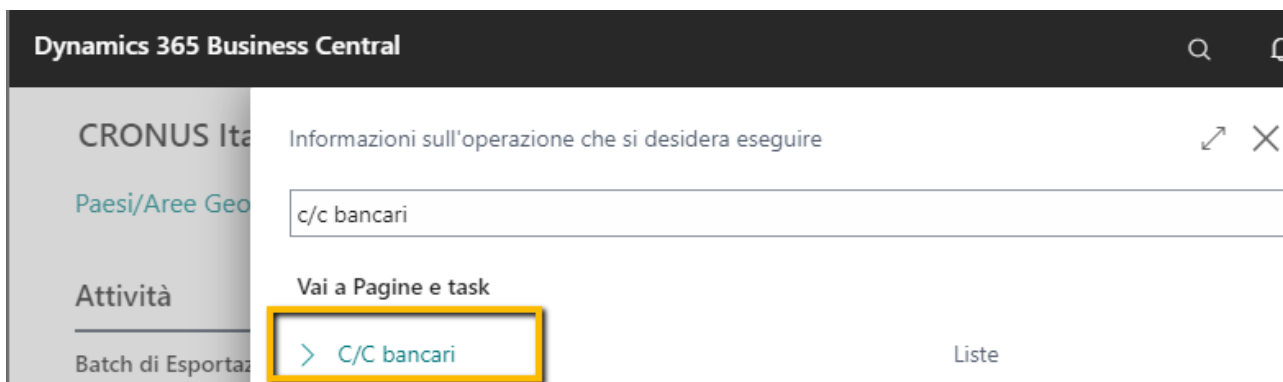 Dynamics 365 Business Central
CRONUS Ita
Informazioni sull'operazione che si desidera eseguire
Paesi/Aree Geo
c/c bancari
Vai a Pagine e task
Attività
C/C bancari
Liste
Batch di Esportaz